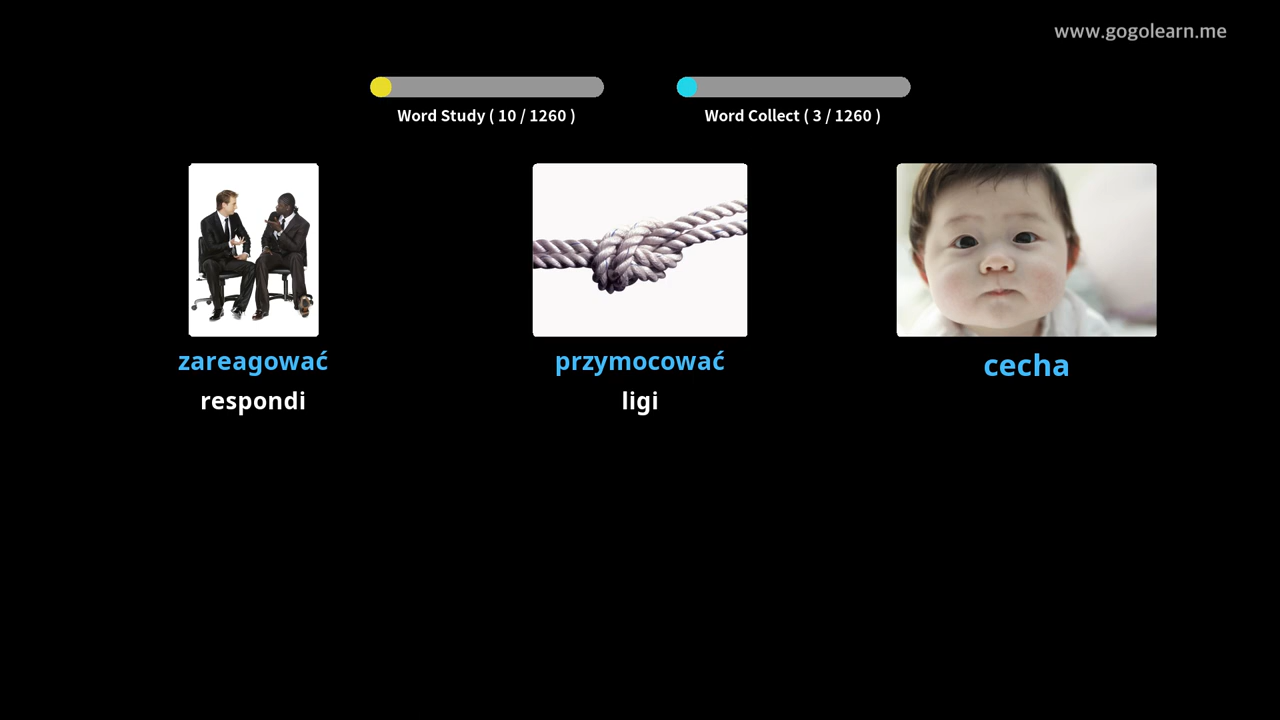 www.gogolearn.me
Word Study ( 10 / 1260 )
Word Collect ( 3 / 1260 )
zareagować
respondi
przymocować
ligi
cecha